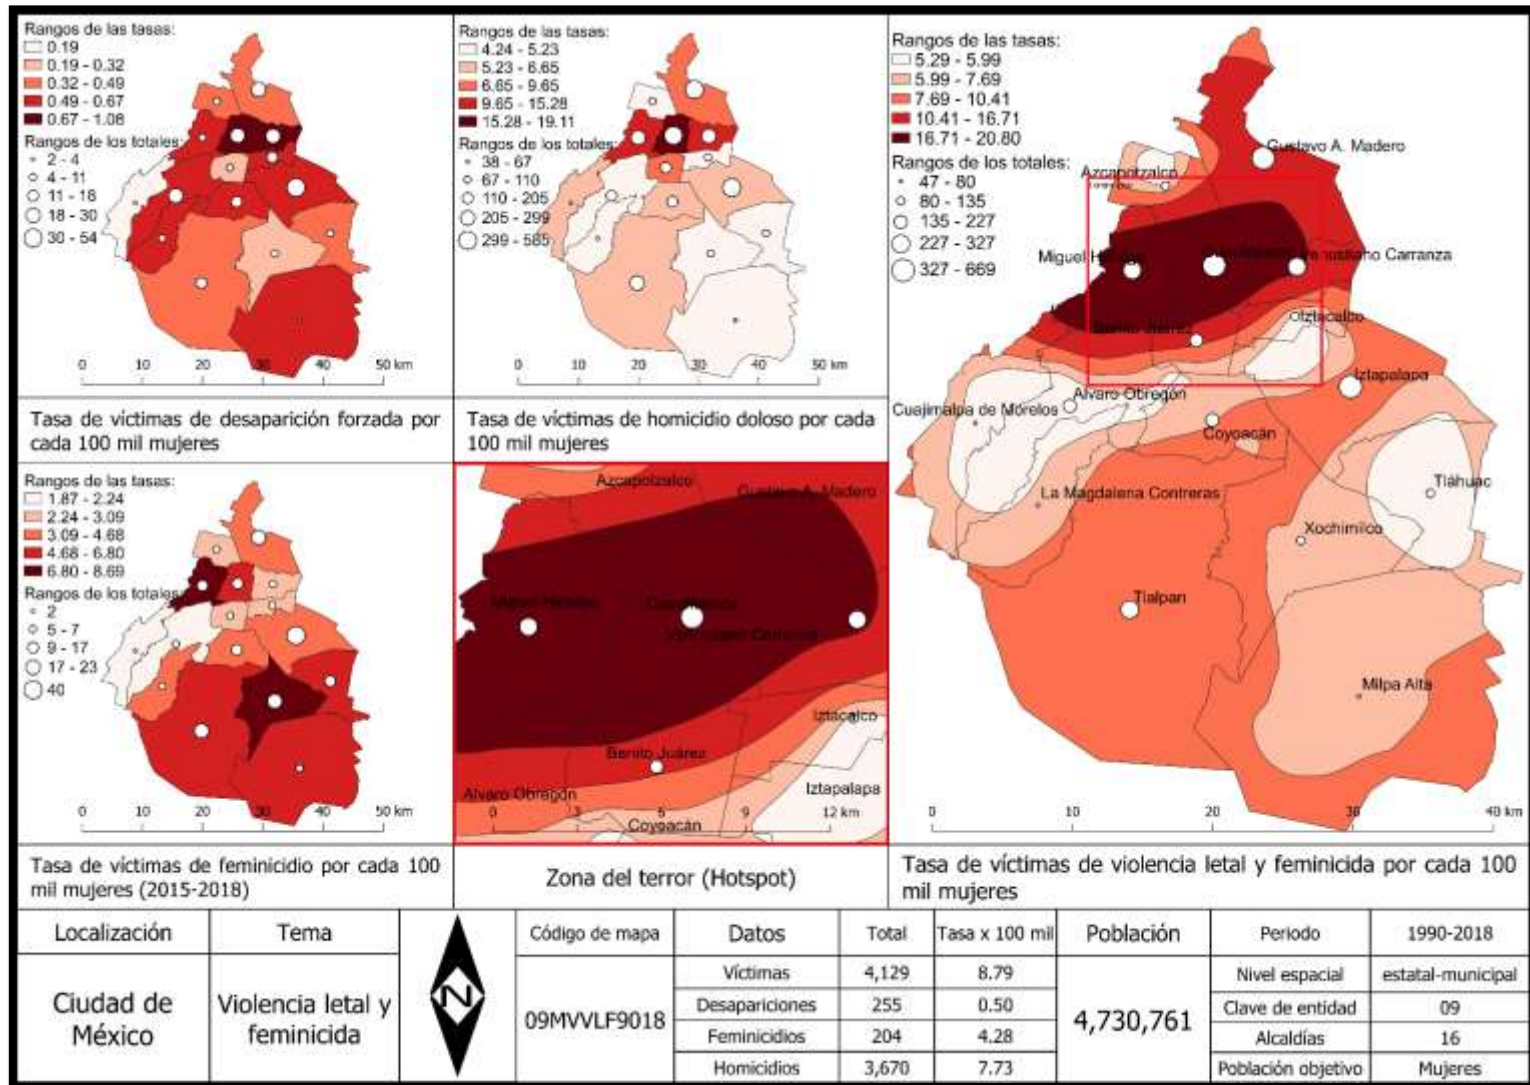 Rangos de las tasas:
0.19
0.19 - 0.32
0.32 - 0.49
0.49 - 0.67
0.67 - 1.08
Rangos de los totales:
2 - 4
4 - 11
11 - 18
18 - 30
30 - 54
0 10 20 30 40 50 km
Tasa de víctimas de desaparición forzada por
cada 100 mil mujeres
Rangos de las tasas:
4.24 - 5.23
5.23 - 6.65
6.65 - 9.65
9.65 - 15.28
15.28 - 19.11
Rangos de los totales:
38 - 67
67 - 110
110 - 205
205 - 299
299 - 585
0 10 20 30 40 50 km
Tasa de víctimas de homicidio doloso por cada
100 mil mujeres
Rangos de las tasas:
5.29 - 5.99
5.99 - 7.69
7.69 - 10.41
10.41 - 16.71
16.71 - 20.80
Rangos de los totales:
47 - 80
80 - 135
135 - 227
227 - 327
327 - 669
Gustavo A. Madero
Azcapotzalco
Miguel Hidalgo
Venustiano Carranza
Iztacalco
Benito Juárez
Iztapalapa
Alvaro Obregón
Cuajimalpa de Morelos
Coyoacán
Tláhuac
La Magdalena Contreras
Xochimilco
Tlalpan
Milpa Alta
0 10 20 30 40 km
Tasa de víctimas de violencia letal y feminicida por cada 100
mil mujeres
Rangos de las tasas:
1.87 - 2.24
2.24 - 3.09
3.09 - 4.68
4.68 - 6.80
6.80 - 8.69
Rangos de los totales:
2
5 - 7
9 - 17
17 - 23
40
0 10 20 30 40 50 km
Tasa de víctimas de feminicidio por cada 100
mil mujeres (2015-2018)
Azcapotzalco
Gustavo A. Madero
Miguel Hidalgo
Cuauhtémoc
Venustiano Carranza
Iztacalco
Benito Juárez
Iztapalapa
Alvaro Obregón
0 3 6 9 12 km
Coyoacán
Zona del terror (Hotspot)
Localización
Ciudad de
México
Tema
Violencia letal y
feminicida
N
Código de mapa
09MVVLF9018
Datos Total Tasa x 100 mil
Víctimas 4,129 8.79
Desapariciones 255 0.50
Feminicidios 204 4.28
Homicidios 3,670 7.73
Población
4,730,761
Periodo 1990-2018
Nivel espacial estatal-municipal
Clave de entidad 09
Alcaldías 16
Población objetivo Mujeres